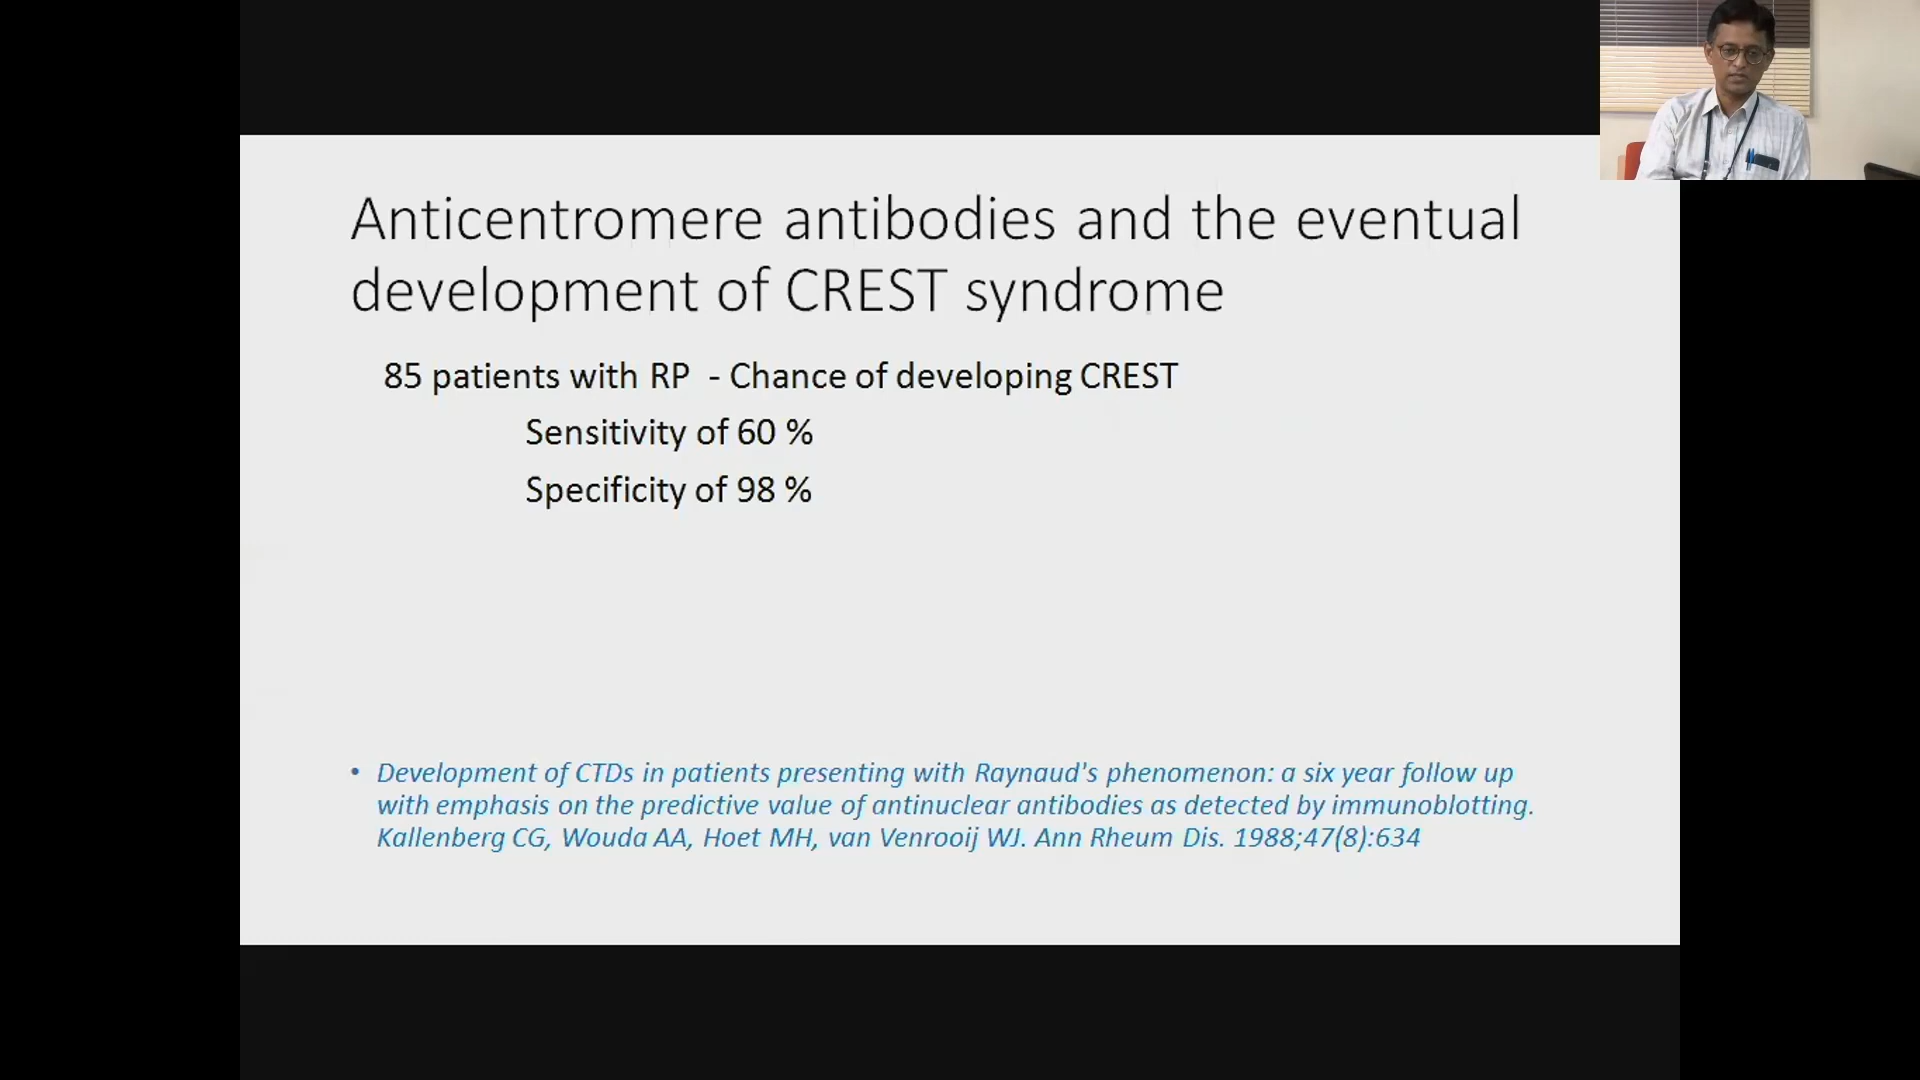 Anticentromere antibodies and the eventual
development of CREST syndrome
85 patients with RP - Chance of developing CREST
Sensitivity of 60 %
Specificity of 98 %
• Development of CTDs in patients presenting with Raynaud's phenomenon: a six year follow up
with emphasis on the predictive value of antinuclear antibodies as detected by immunoblotting.
Kallenberg CG, Wouda AA, Hoet MH, van Venrooij WJ. Ann Rheum Dis. 1988;47(8):634